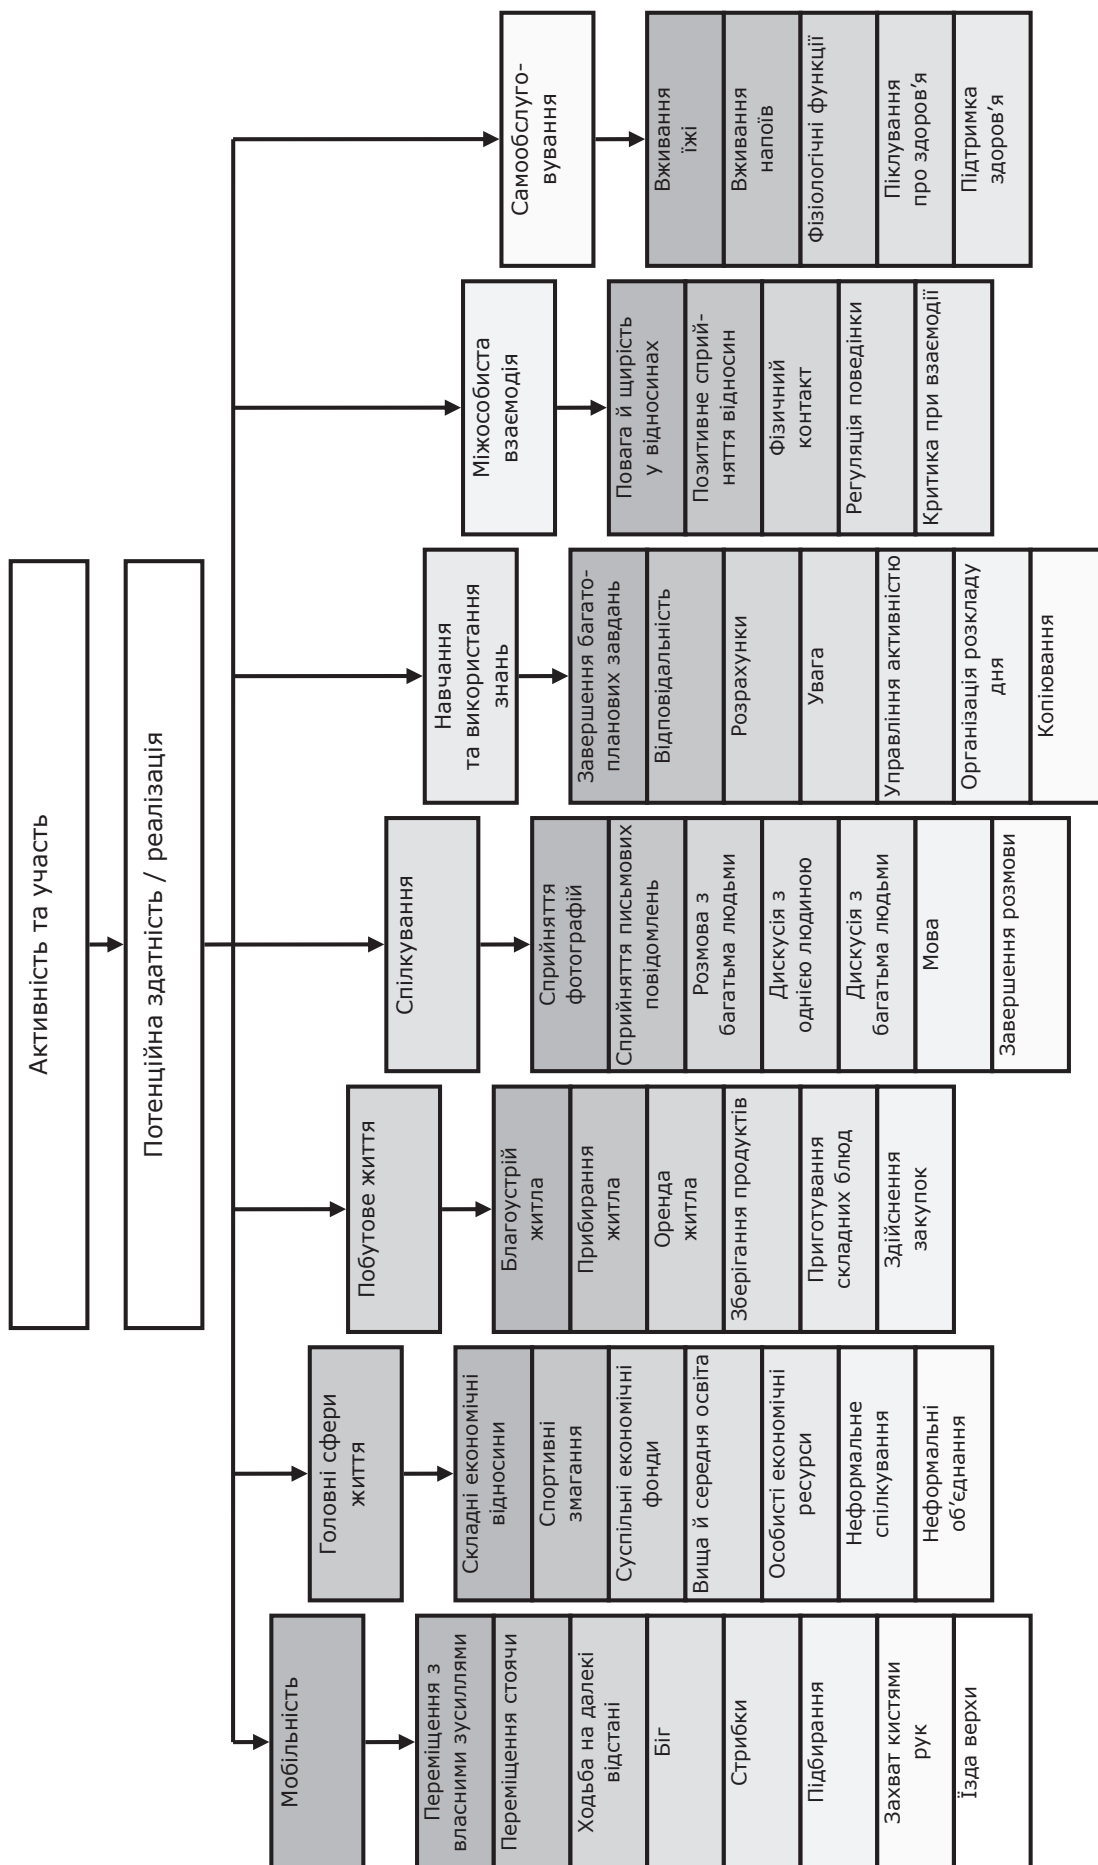 Активність та участь
Потенційна здатність / реалізація
Мобільність
Переміщення з
власними зусиллями
Переміщення стоячи
Ходьба на далекі
відстані
Біг
Стрибки
Підбирання
Захват кистями
рук
Їзда верхи
Головні сфери
життя
Складні економічні
відносини
Спортивні
змагання
Суспільні економічні
фонди
Вища й середня освіта
Особисті економічні
ресурси
Неформальне
спілкування
Неформальні
об’єднання
Побутове життя
Благоустрій
житла
Прибирання
житла
Оренда
житла
Зберігання продуктів
Приготування
складних блюд
Здійснення
закупок
Спілкування
Сприйняття
фотографій
Сприйняття письмових
повідомлень
Розмова з
багатьма людьми
Дискусія з
однією людиною
Дискусія з
багатьма людьми
Мова
Завершення розмови
Навчання
та використання
знань
Завершення багато-
планових завдань
Відповідальність
Розрахунки
Увага
Управління активністю
Організація розкладу
дня
Копіювання
Міжособиста
взаємодія
Повага й щирість
у відносинах
Позитивне сприй-
няття відносин
Фізичний
контакт
Регуляція поведінки
Критика при взаємодії
Самообслуго-
вування
Вживання
їжі
Вживання
напоїв
Фізіологічні функції
Піклування
про здоров’я
Підтримка
здоров’я